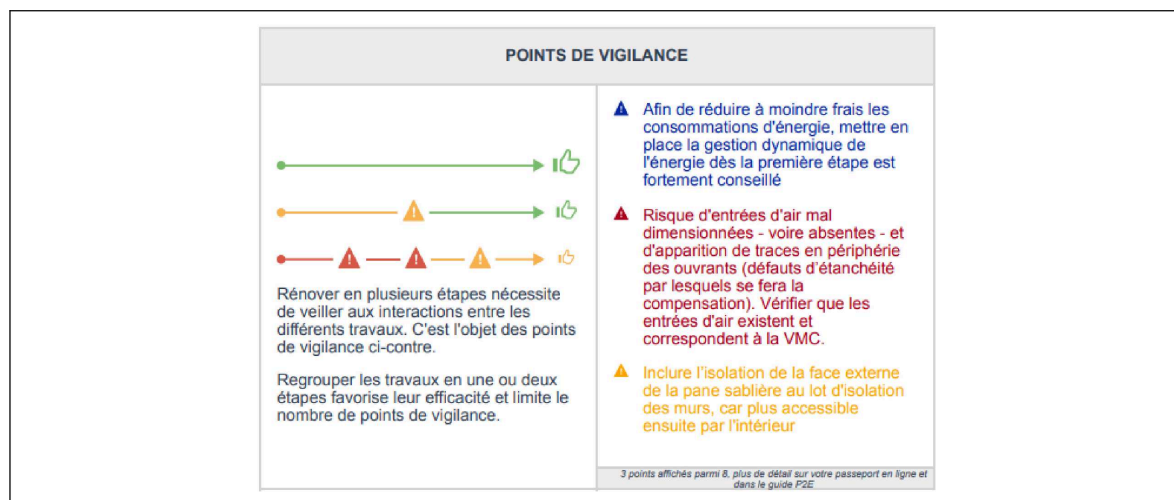 POINTS DE VIGILANCE
Rénover en plusieurs étapes nécessite
de veiller aux interactions entre les
différents travaux. C'est l'objet des points
de vigilance ci-contre.
Regrouper les travaux en une ou deux
étapes favorise leur efficacité et limite le
nombre de points de vigilance.
Afin de réduire à moindre frais les
consommations d'énergie, mettre en
place la gestion dynamique de
l'énergie dès la première étape est
fortement conseillé
Risque d'entrées d'air mal
dimensionnées - voire absentes - et
d'apparition de traces en périphérie
des ouvrants (défauts d'étanchéité
par lesquels se fera la
compensation). Vérifier que les
entrées d'air existent et
correspondent à la VMC.
Inclure l'isolation de la face externe
de la pane sablière au lot d'isolation
des murs, car plus accessible
ensuite par l'intérieur
3 points affichés parmi 8, plus de détail sur votre passeport en ligne et
dans le guide P2E